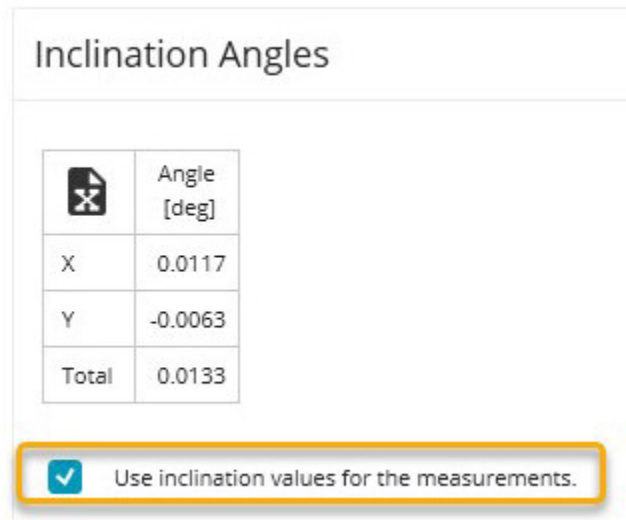 Inclination Angles
Angle
[deg]
X 0.0117
Y -0.0063
Total 0.0133
Use inclination values for the measurements.